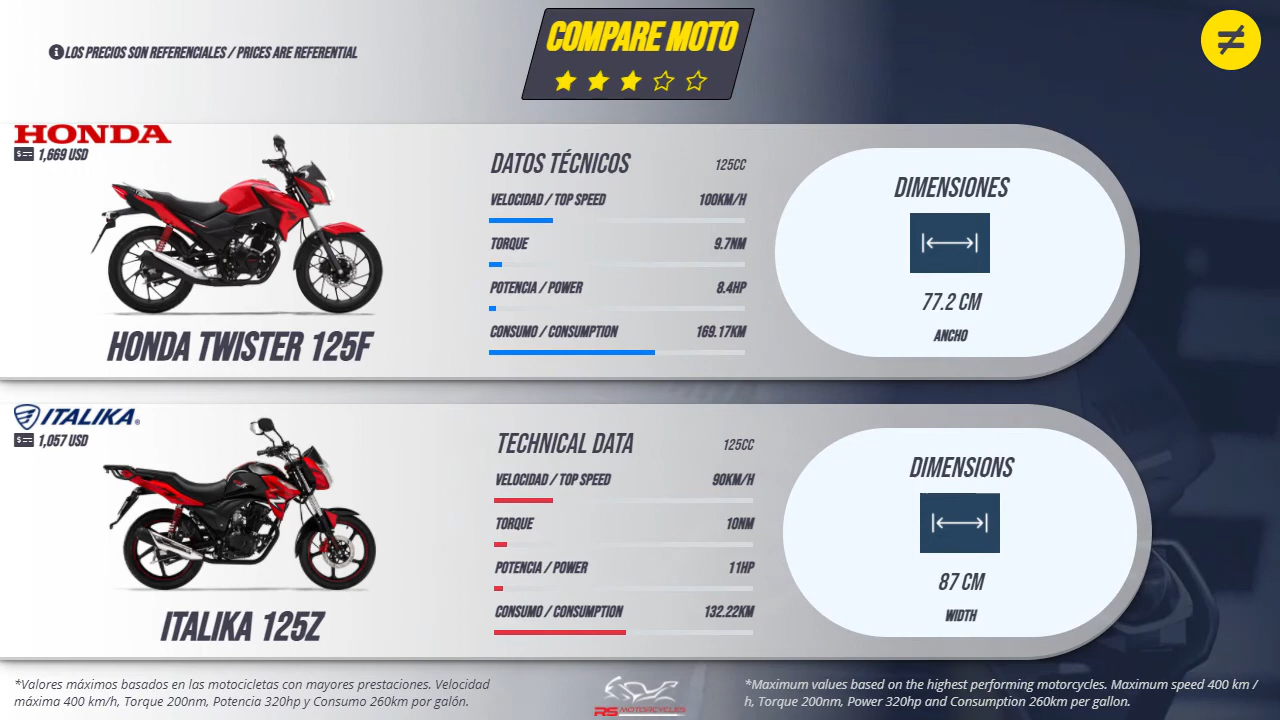 LOS PRECIOS SON REFERENCIALES / PRICES ARE REFERENTIAL
COMPARE MOTO
HONDA
1,669 USD
HONDA TWISTER 125F
DATOS TÉCNICOS 125CC
VELOCIDAD / TOP SPEED 100KM/H
TORQUE 9.7NM
POTENCIA / POWER 8.4HP
CONSUMO / CONSUMPTION 169.17KM
DIMENSIONES
77.2 CM
ANCHO
ITALIKA®
1,057 USD
ITALIKA 125Z
TECHNICAL DATA 125CC
VELOCIDAD / TOP SPEED 90KM/H
TORQUE 10NM
POTENCIA / POWER 11HP
CONSUMO / CONSUMPTION 132.22KM
DIMENSIONS
87 CM
WIDTH
*Valores máximos basados en las motocicletas con mayores prestaciones. Velocidad
máxima 400 km/h, Torque 200nm, Potencia 320hp y Consumo 260km por galón.
RS MOTORCYCLES
*Maximum values based on the highest performing motorcycles. Maximum speed 400 km /
h, Torque 200nm, Power 320hp and Consumption 260km per gallon.